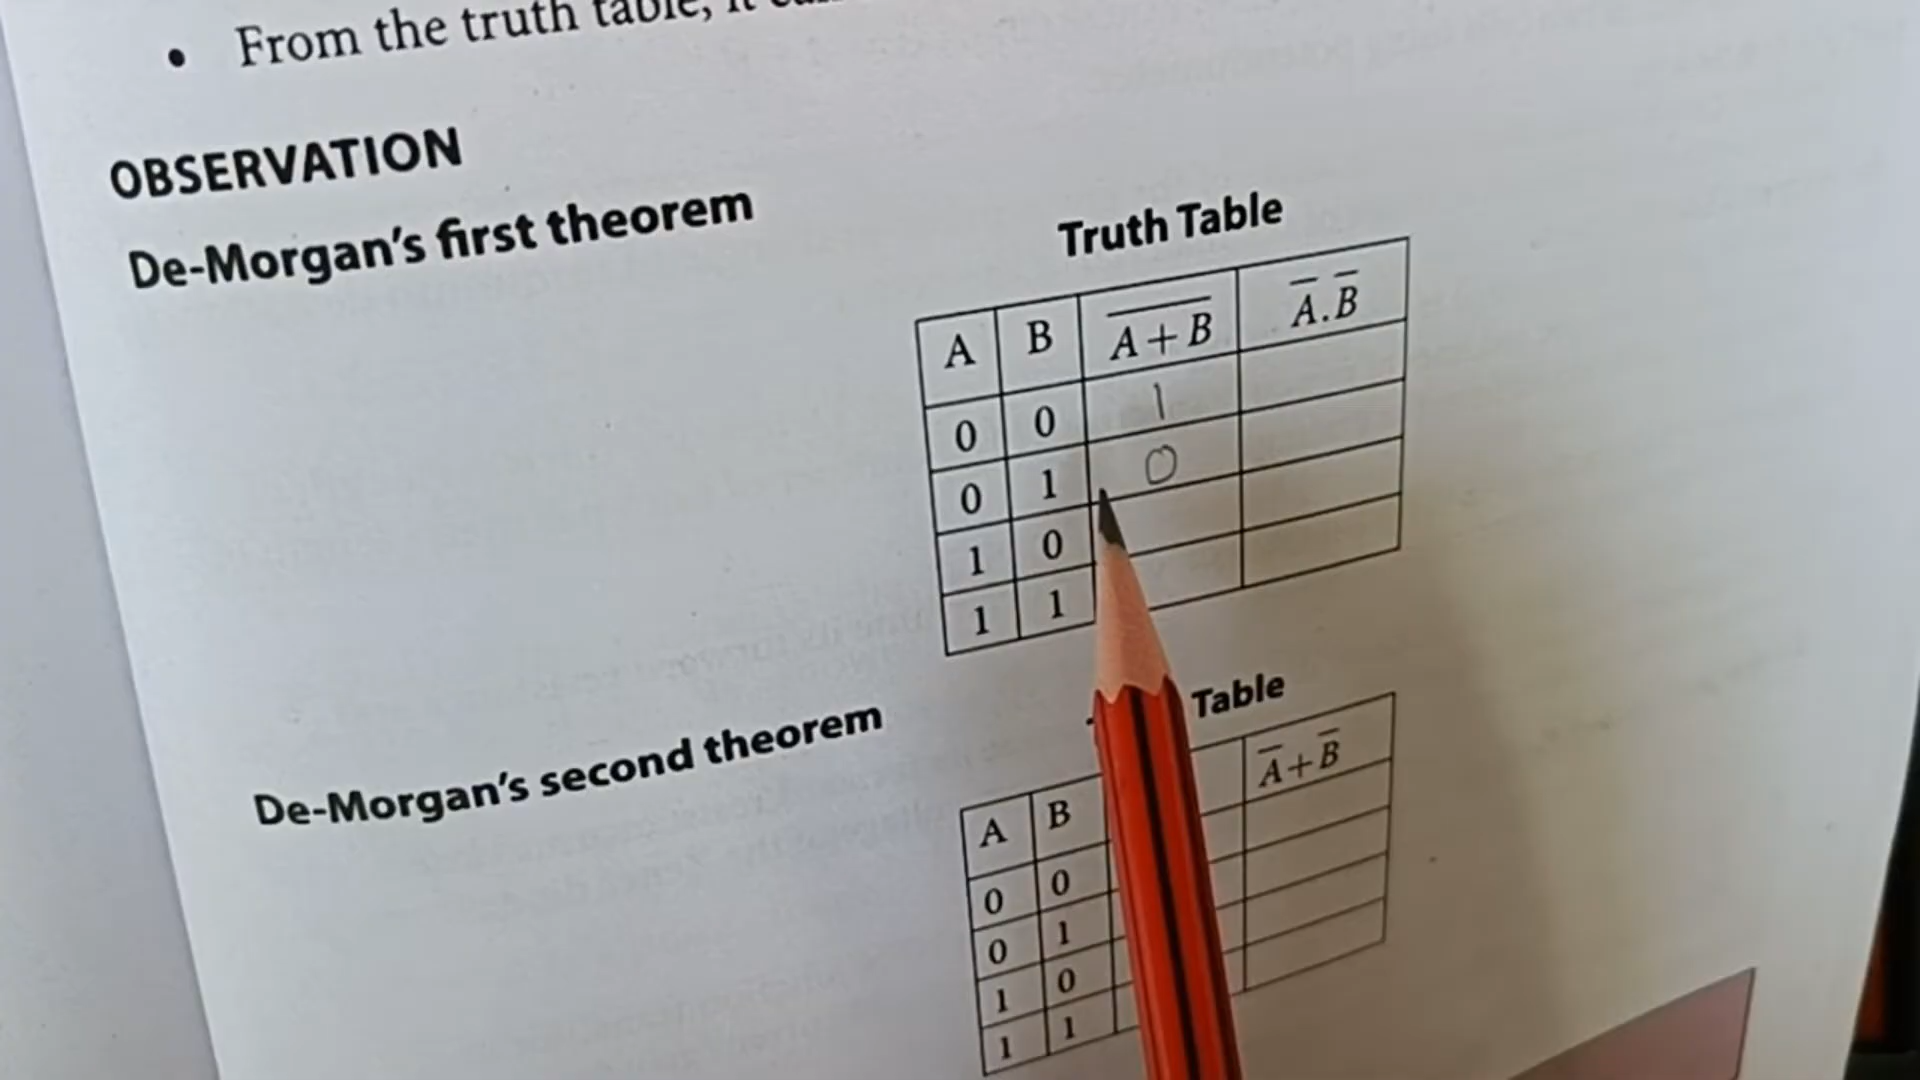 • From the truth table, it
OBSERVATION
De-Morgan's first theorem
Truth Table
A B A̅+̅B̅ A̅.B̅
0 0 1
0 1 0
1 0
1 1
De-Morgan's second theorem
Table
A B A̅+B̅
0 0
0 1
1 0
1 1